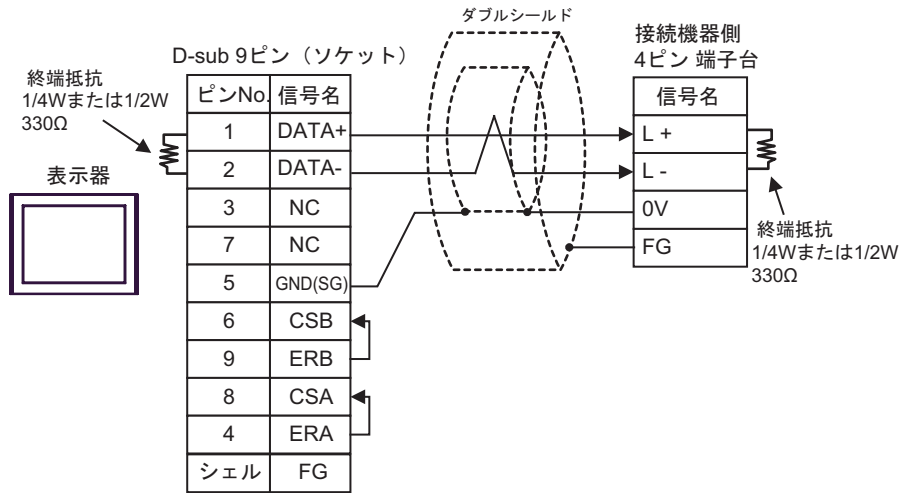 ダブルシールド
D-sub 9ピン（ソケット）
接続機器側
4ピン 端子台
終端抵抗
1/4Wまたは1/2W
330Ω
表示器
ピンNo. 信号名
1 DATA+
2 DATA-
3 NC
7 NC
5 GND(SG)
6 CSB
9 ERB
8 CSA
4 ERA
シェル FG
信号名
L +
L -
0V
FG
終端抵抗
1/4Wまたは1/2W
330Ω